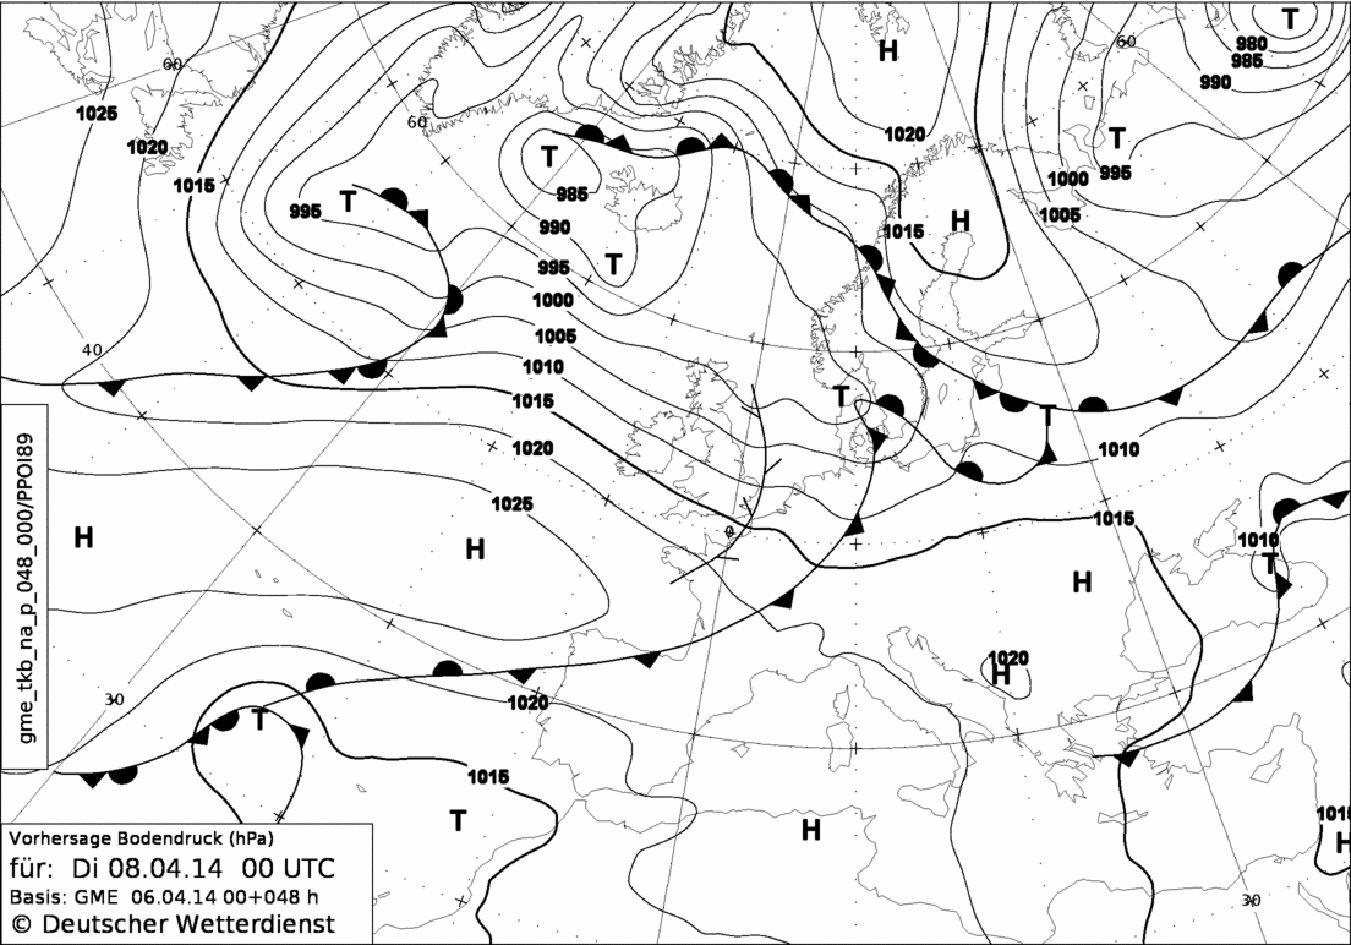 T
H
60
980
985
990
60
1025
1020
1015
60
T
985
990
995
1000
1005
1010
1015
1020
1025
T
995
T
1020
1015
H
T
995
1000
1005
40
T
T
1010
1015
H
H
0
H
1010
T
1020
H
30
T
1020
1015
T
H
1015
H
30
gme_tkb_na_p_048_000/PPOI89
Vorhersage Bodendruck (hPa)
für: Di 08.04.14 00 UTC
Basis: GME 06.04.14 00+048 h
© Deutscher Wetterdienst